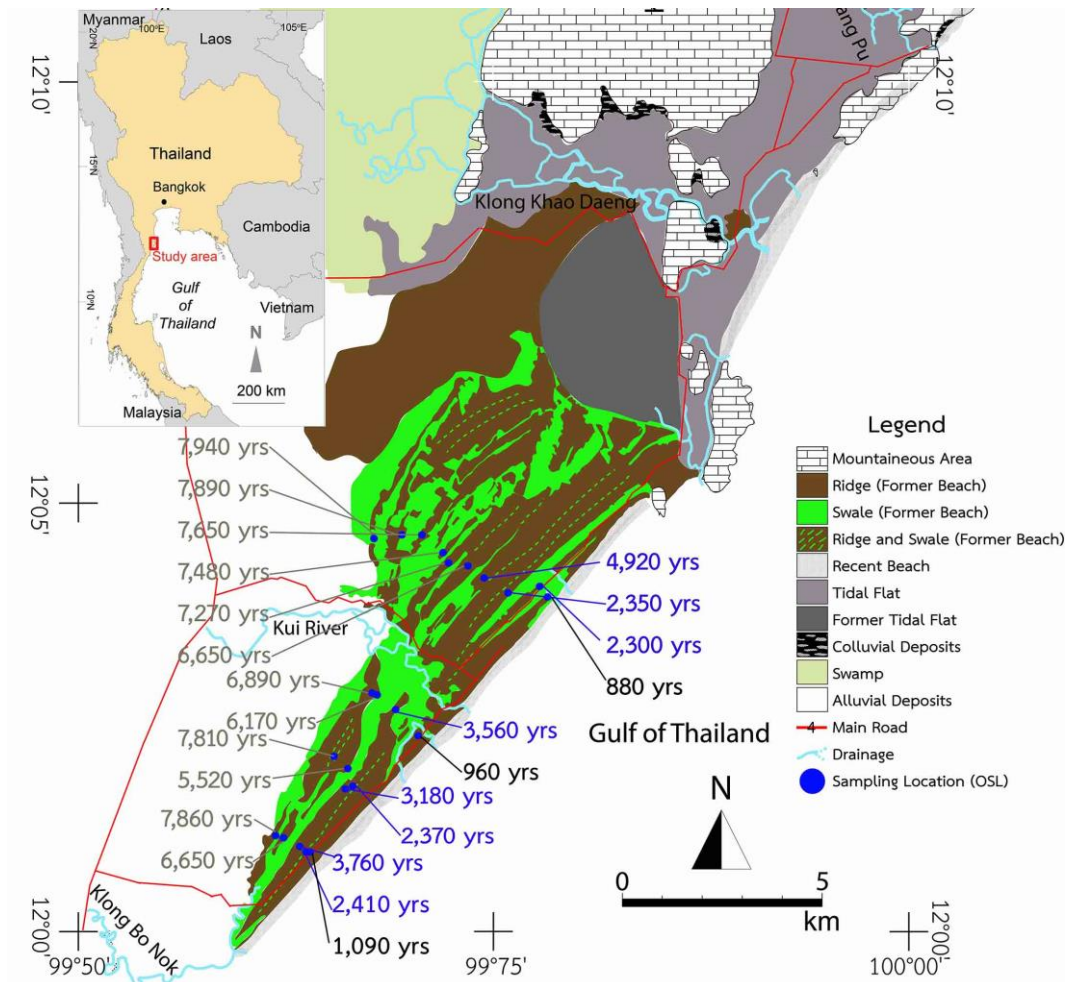 Myanmar
100°E
105°E
20°N
Laos
Thailand
15°N
Bangkok
Cambodia
Study area
Gulf
of
Thailand
Vietnam
10°N
N
200 km
Malaysia
ang Pu
12°10'
12°10'
Klong Khao Daeng
7,940 yrs
7,890 yrs
12°05'
7,650 yrs
7,480 yrs
7,270 yrs
6,650 yrs
Kui River
6,890 yrs
6,170 yrs
7,810 yrs
5,520 yrs
7,860 yrs
6,650 yrs
4,920 yrs
2,350 yrs
2,300 yrs
880 yrs
3,560 yrs
960 yrs
3,180 yrs
2,370 yrs
3,760 yrs
2,410 yrs
1,090 yrs
Gulf of Thailand
Legend
Mountaineous Area
Ridge (Former Beach)
Swale (Former Beach)
Ridge and Swale (Former Beach)
Recent Beach
Tidal Flat
Former Tidal Flat
Colluvial Deposits
Swamp
Alluvial Deposits
4 Main Road
Drainage
Sampling Location (OSL)
N
0 5
km
Klong Bo Nok
12°00'
12°00'
99°50'
99°75'
100°00'